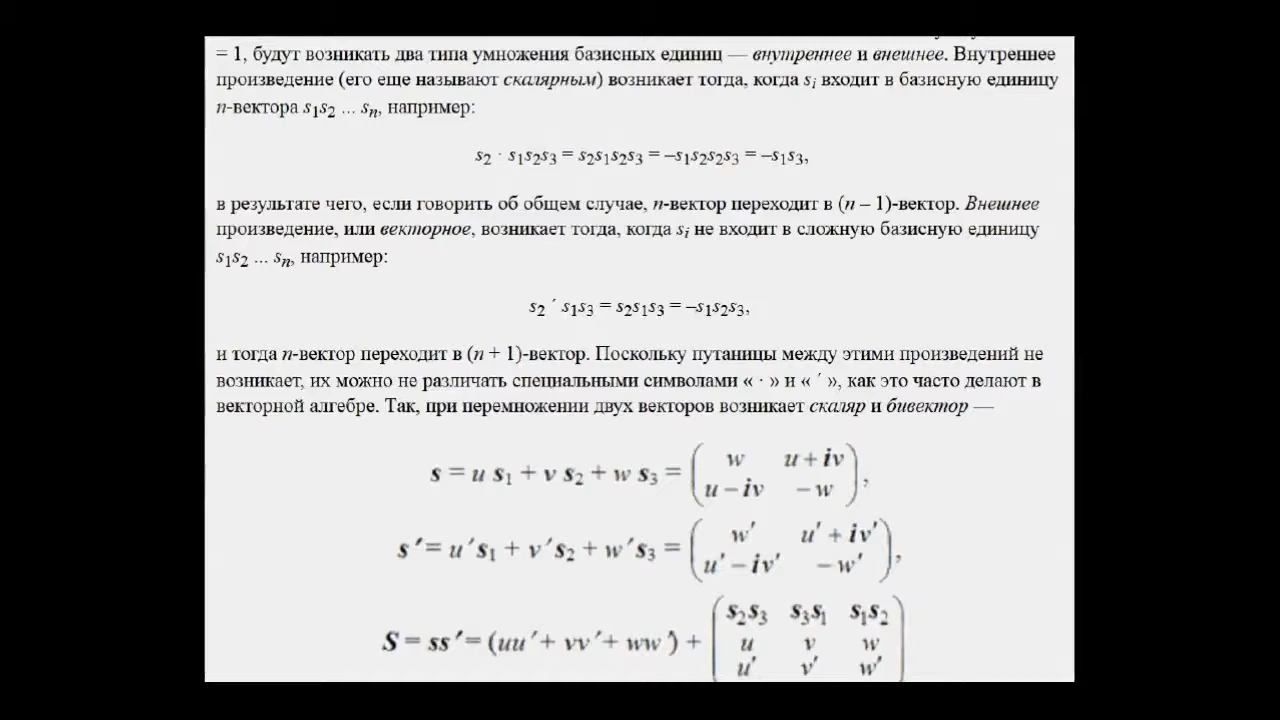 = 1, будут возникать два типа умножения базисных единиц — внутреннее и внешнее. Внутреннее
произведение (его еще называют скалярным) возникает тогда, когда sᵢ входит в базисную единицу
n-вектора s₁s₂ ... sₙ, например:
s₂ · s₁s₂s₃ = s₂s₁s₂s₃ = –s₁s₂s₂s₃ = –s₁s₃,
в результате чего, если говорить об общем случае, n-вектор переходит в (n – 1)-вектор. Внешнее
произведение, или векторное, возникает тогда, когда sᵢ не входит в сложную базисную единицу
s₁s₂ ... sₙ, например:
s₂ ´ s₁s₃ = s₂s₁s₃ = –s₁s₂s₃,
и тогда n-вектор переходит в (n + 1)-вектор. Поскольку путаницы между этими произведений не
возникает, их можно не различать специальными символами « · » и « ´ », как это часто делают в
векторной алгебре. Так, при перемножении двух векторов возникает скаляр и бивектор —
s = u s₁ + v s₂ + w s₃ = ( w u + iv
u – iv – w ),
s′ = u′s₁ + v′s₂ + w′s₃ = ( w′ u′ + iv′
u′ – iv′ – w′ ),
S = ss′ = (uu′ + vv′ + ww′) + ( s₂s₃ s₃s₁ s₁s₂
u v w
u′ v′ w′ )